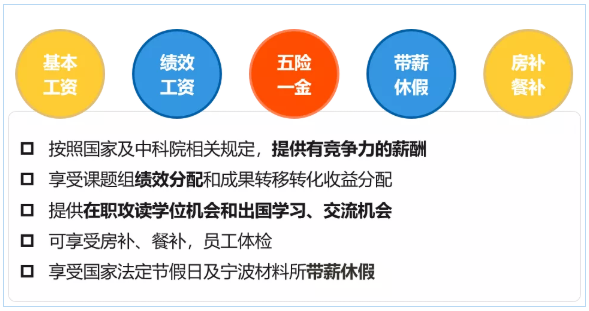 基本 绩效 五险 带薪 房补
工资 工资 一金 休假 餐补
按照国家及中科院相关规定，提供有竞争力的薪酬
享受课题组绩效分配和成果转移转化收益分配
提供在职攻读学位机会和出国学习、交流机会
可享受房补、餐补，员工体检
享受国家法定节假日及宁波材料所带薪休假